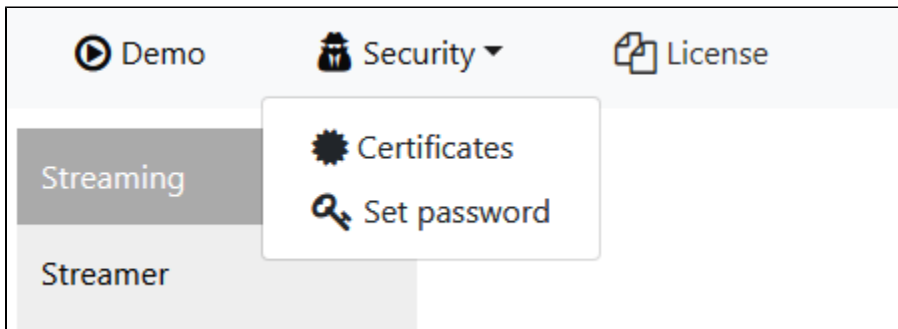 Demo
Security
License
Certificates
Set password
Streaming
Streamer